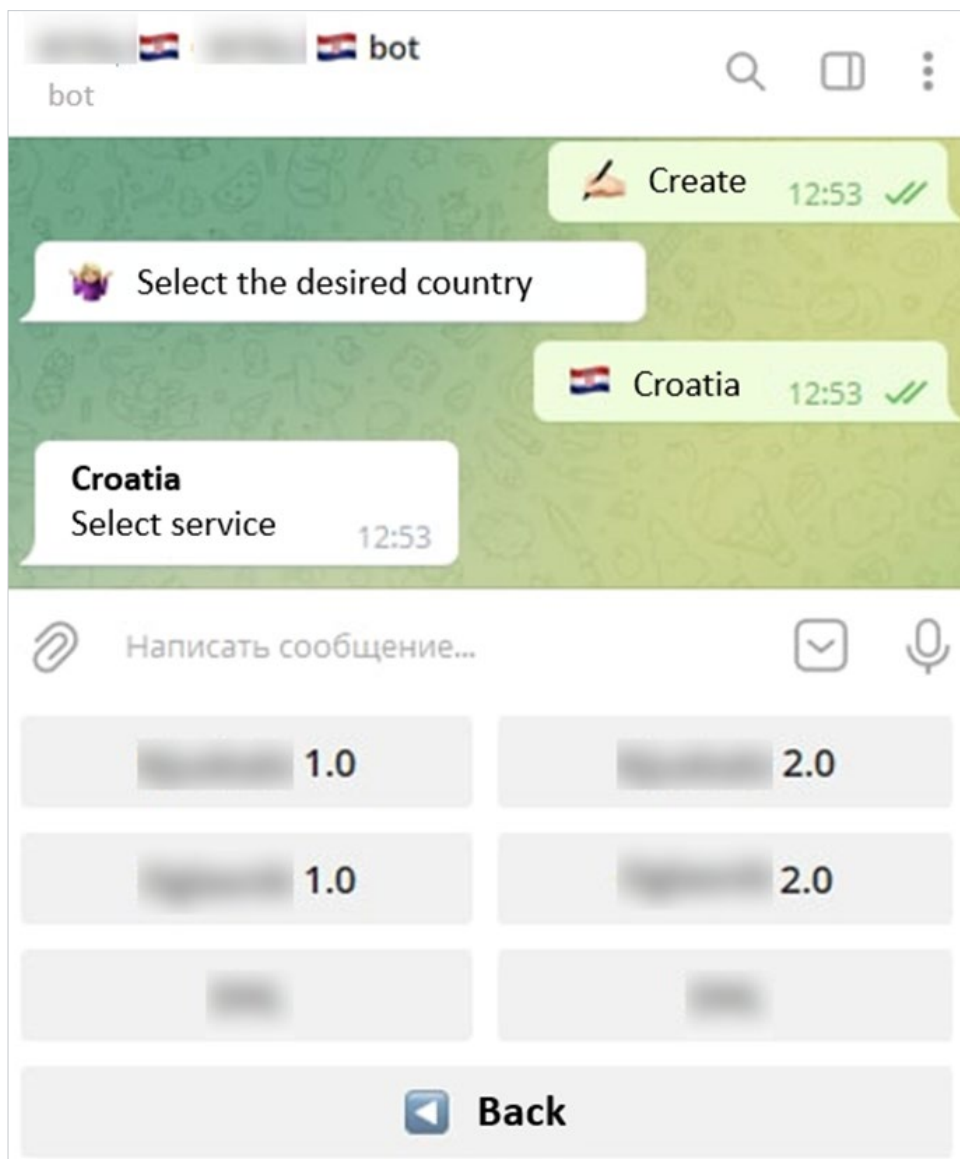 bot
bot
Create 12:53
Select the desired country
Croatia 12:53
Croatia
Select service 12:53
Написать сообщение...
1.0 2.0
1.0 2.0
Back